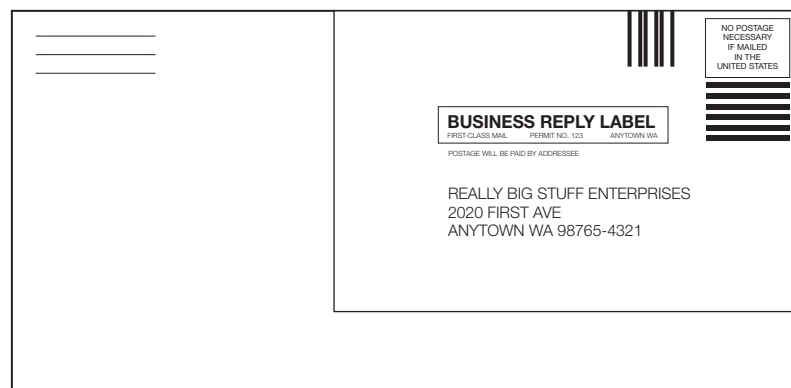 NO POSTAGE
NECESSARY
IF MAILED
IN THE
UNITED STATES
BUSINESS REPLY LABEL
FIRST-CLASS MAIL PERMIT NO. 123 ANYTOWN WA
POSTAGE WILL BE PAID BY ADDRESSEE
REALLY BIG STUFF ENTERPRISES
2020 FIRST AVE
ANYTOWN WA 98765-4321